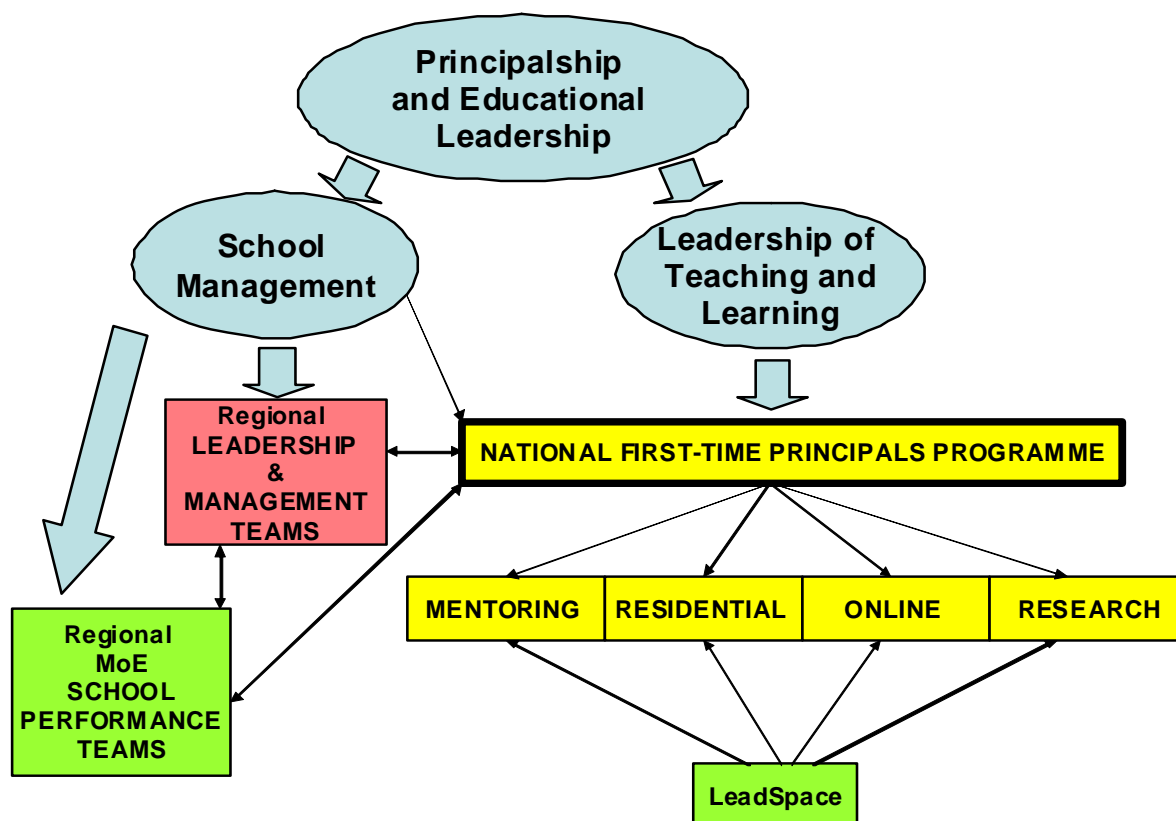 Principalship
and Educational
Leadership
School
Management
Leadership of
Teaching and
Learning
Regional
LEADERSHIP
&
MANAGEMENT
TEAMS
NATIONAL FIRST-TIME PRINCIPALS PROGRAMME
MENTORING
RESIDENTIAL
ONLINE
RESEARCH
Regional
MoE
SCHOOL
PERFORMANCE
TEAMS
LeadSpace